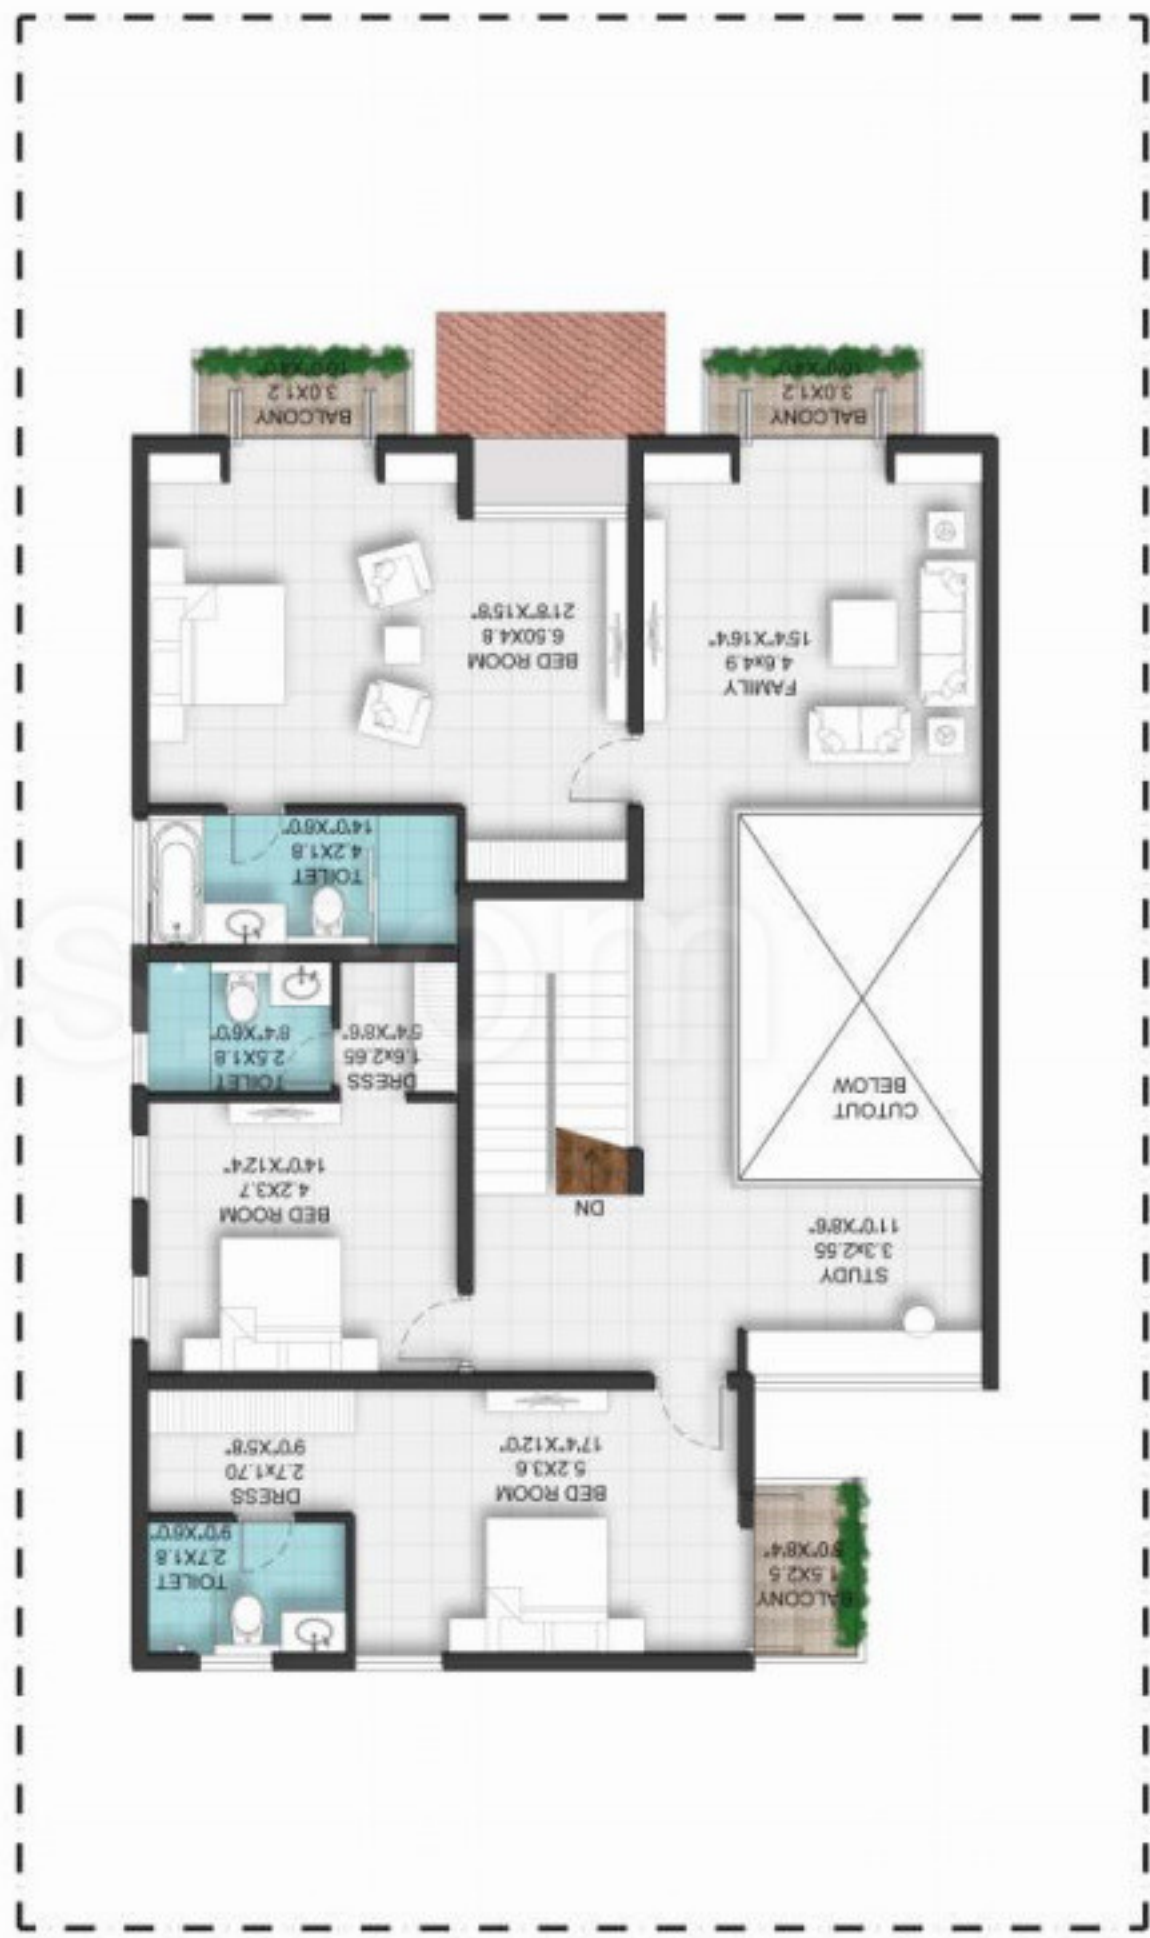 BALCONY
1.5X2.5
5'0"X8'4"
TOILET
2.7X1.8
9'0"X6'0"
BED ROOM
5.2X3.6
17'4"X12'0"
DRESS
2.7x1.70
9'0"X5'8"
STUDY
3.3x2.55
11'0"X8'6"
DN
BED ROOM
4.2X3.7
14'0"X12'4"
CUTOUT
BELOW
DRESS
1.6x2.65
5'4"X8'6"
TOILET
2.5X1.8
8'4"X6'0"
TOILET
4.2X1.8
14'0"X6'0"
FAMILY
4.6x4.9
15'4"X16'4"
BED ROOM
6.50X4.8
21'8"X15'8"
BALCONY
3.0X1.2
10'0"X4'0"
BALCONY
3.0X1.2
10'0"X4'0"
s.com